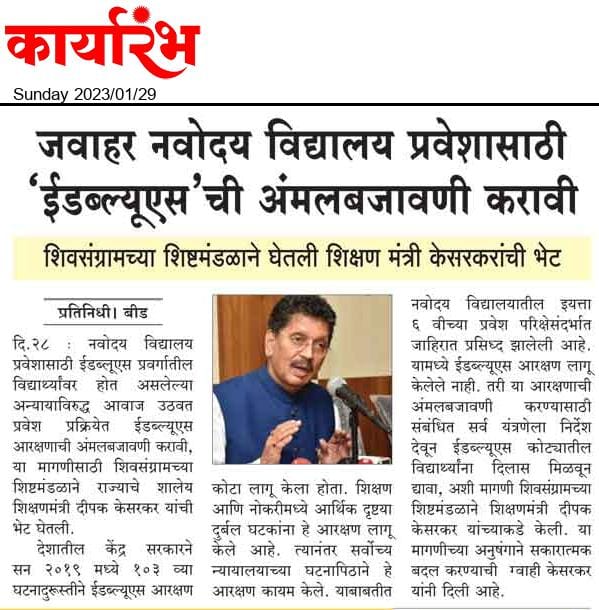 कार्यारंभ
Sunday 2023/01/29
जवाहर नवोदय विद्यालय प्रवेशासाठी
‘ईडब्ल्यूएस’ची अंमलबजावणी करावी
शिवसंग्रामच्या शिष्टमंडळाने घेतली शिक्षण मंत्री केसरकरांची भेट
प्रतिनिधी। बीड
दि.२८ : नवोदय विद्यालय
प्रवेशासाठी ईडब्लूएस प्रवर्गातील
विद्यार्थ्यांवर होत असलेल्या
अन्यायाविरुद्ध आवाज उठवत
प्रवेश प्रक्रियेत ईडब्ल्यूएस
आरक्षणाची अंमलबजावणी करावी,
या मागणीसाठी शिवसंग्रामच्या
शिष्टमंडळाने राज्याचे शालेय
शिक्षणमंत्री दीपक केसरकर यांची
भेट घेतली.
देशातील केंद्र सरकारने
सन २०१९ मध्ये १०३ व्या
घटनादुरूस्तीने ईडब्ल्यूएस आरक्षण
कोटा लागू केला होता. शिक्षण
आणि नोकरीमध्ये आर्थिक दृष्टया
दुर्बल घटकांना हे आरक्षण लागू
केले आहे. त्यानंतर सर्वोच्च
न्यायालयाच्या घटनापिठाने हे
आरक्षण कायम केले. याबाबतीत
नवोदय विद्यालयातील इयत्ता
६ वीच्या प्रवेश परिक्षेसंदर्भात
जाहिरात प्रसिध्द झालेली आहे.
यामध्ये ईडब्ल्यूएस आरक्षण लागू
केलेले नाही. तरी या आरक्षणाची
अंमलबजावणी करण्यासाठी
संबंधित सर्व यंत्रणेला निर्देश
देवून ईडब्ल्यूएस कोट्यातील
विद्यार्थ्यांना दिलास मिळवून
द्यावा, अशी मागणी शिवसंग्रामच्या
शिष्टमंडळाने शिक्षणमंत्री दीपक
केसरकर यांच्याकडे केली. या
मागणीच्या अनुषंगाने सकारात्मक
बदल करण्याची ग्वाही केसरकर
यांनी दिली आहे.